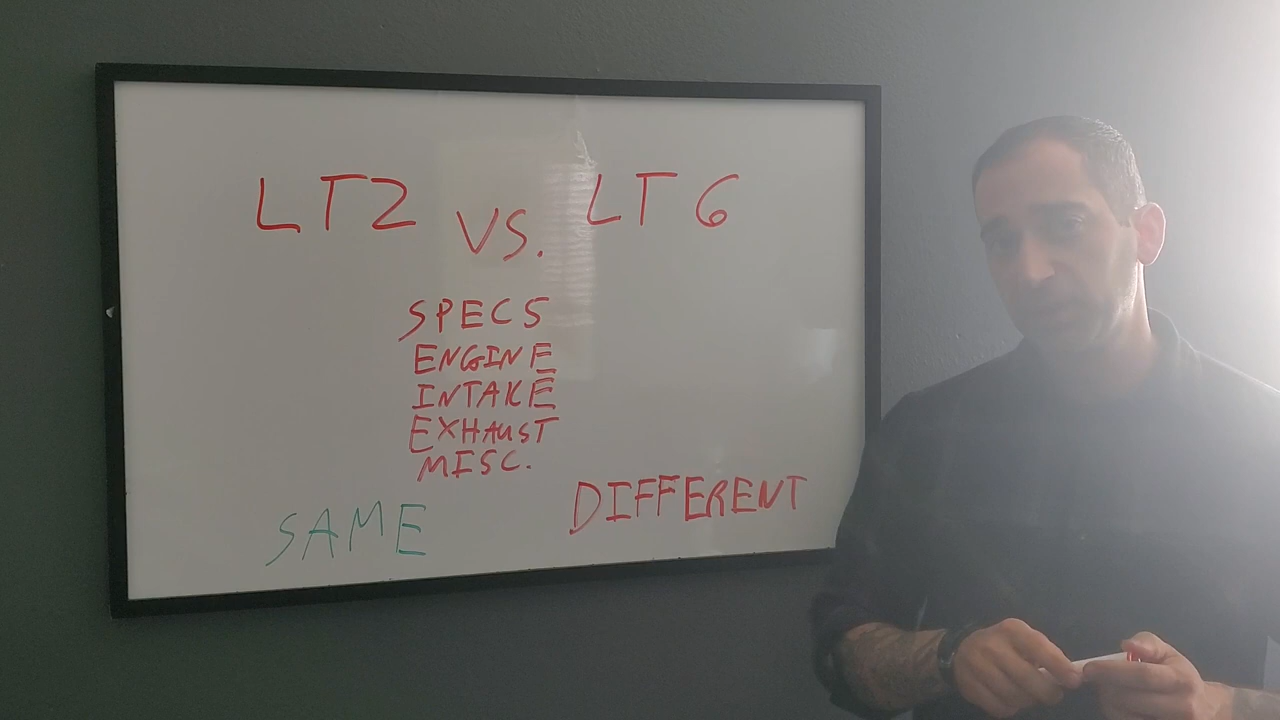 LT2 VS. LT6
SPECS
ENGINE
INTAKE
EXHAUST
MISC.
SAME DIFFERENT